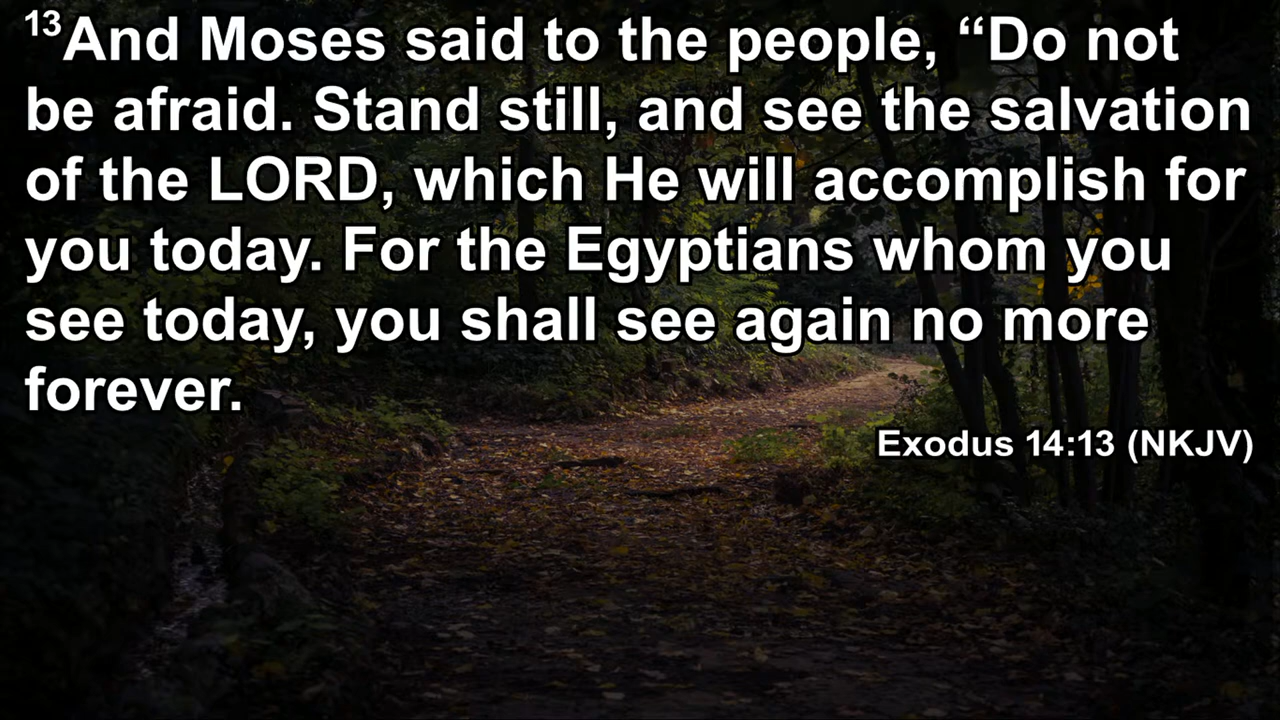 13And Moses said to the people, “Do not
be afraid. Stand still, and see the salvation
of the LORD, which He will accomplish for
you today. For the Egyptians whom you
see today, you shall see again no more
forever.
Exodus 14:13 (NKJV)